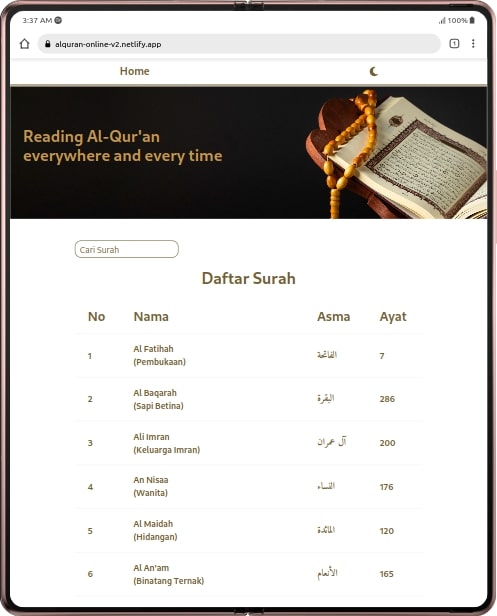 3:37 AM
100%
alquran-online-v2.netlify.app
1
Home
Reading Al-Qur'an
everywhere and every time
Cari Surah
Daftar Surah
No Nama Asma Ayat
1 Al Fatihah (Pembukaan) الفاتحة 7
2 Al Baqarah (Sapi Betina) البقرة 286
3 Ali Imran (Keluarga Imran) آل عمران 200
4 An Nisaa (Wanita) النساء 176
5 Al Maidah (Hidangan) المائدة 120
6 Al An'am (Binatang Ternak) الأنعام 165